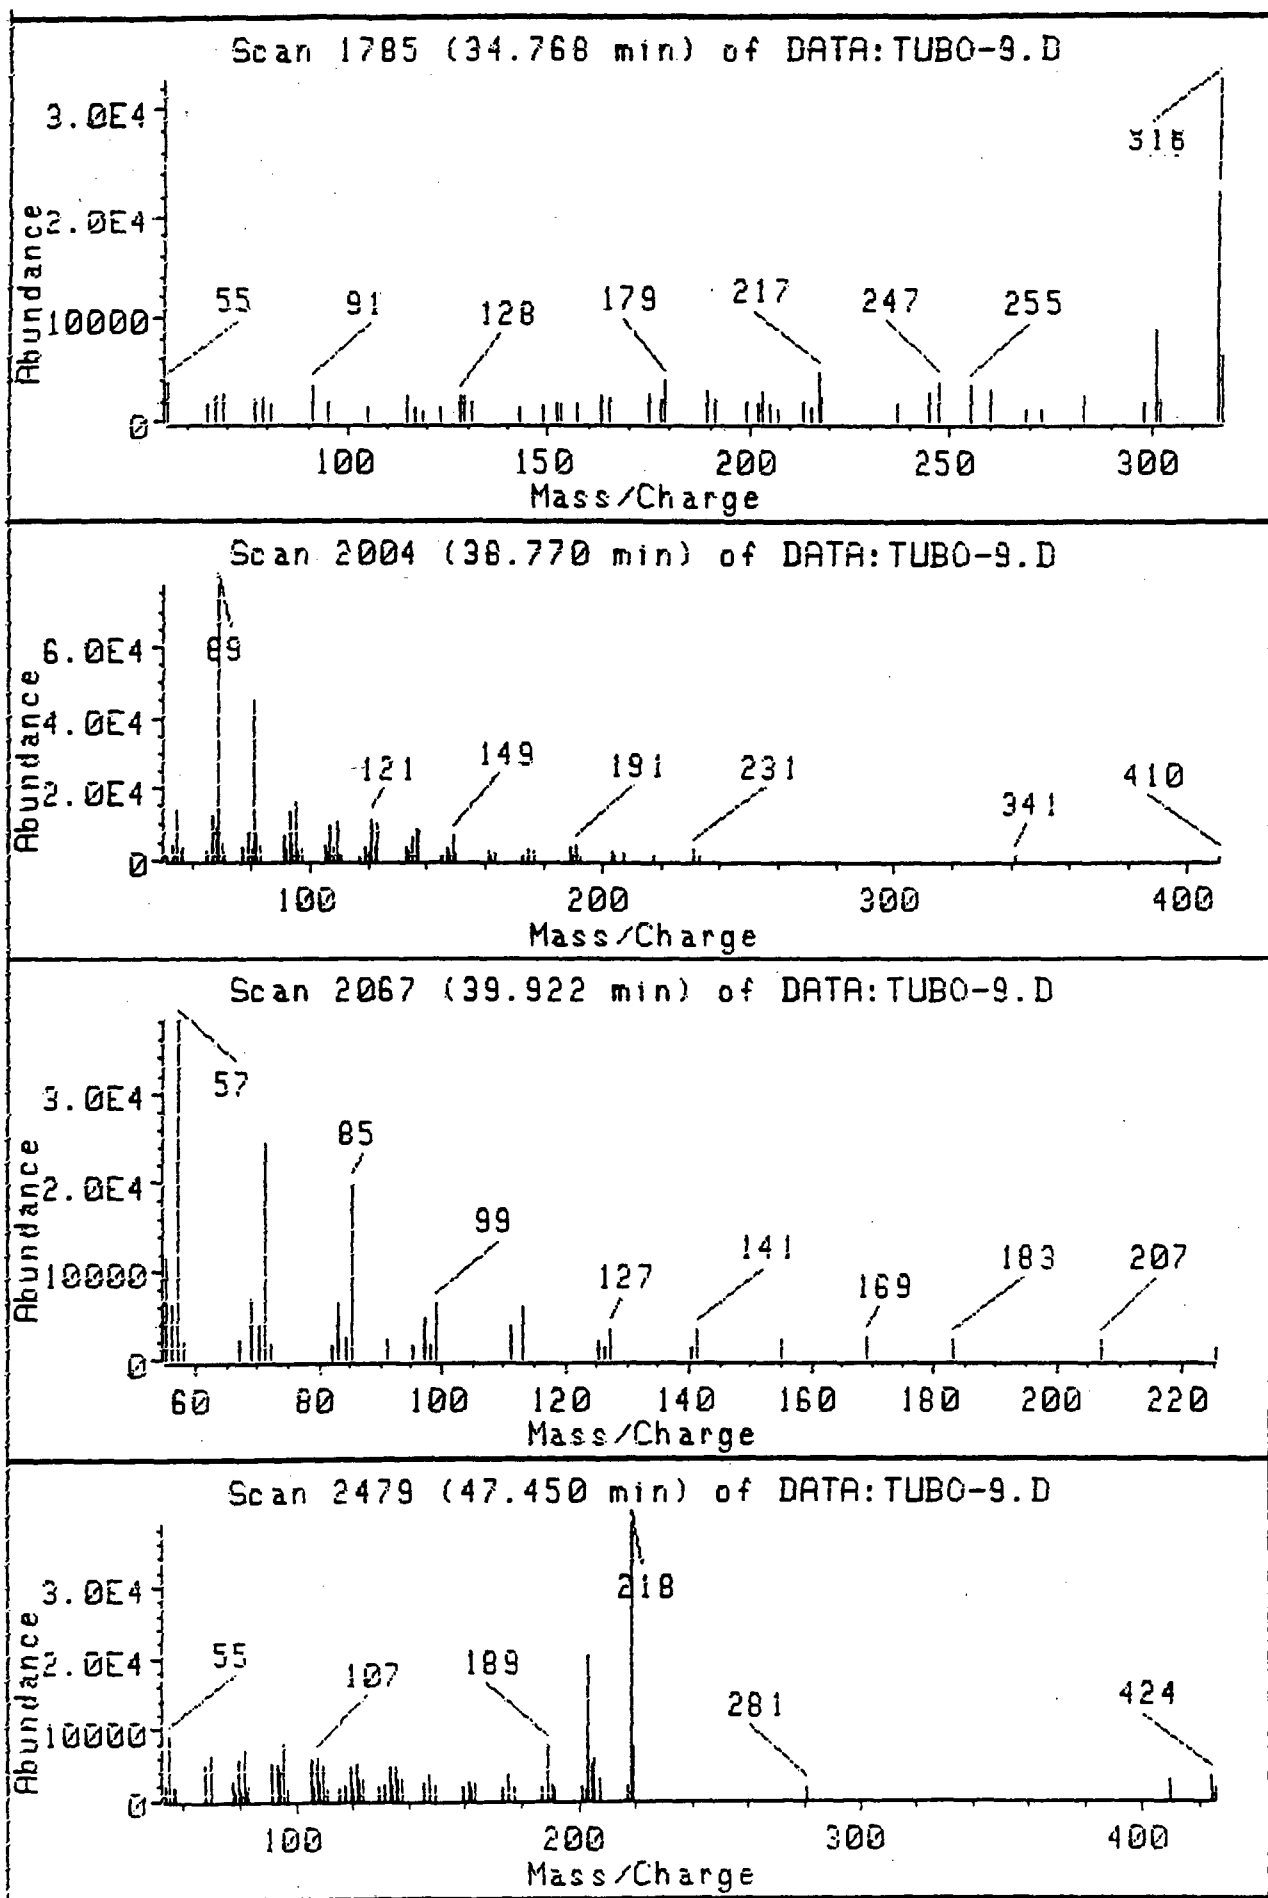 Scan 1785 (34.768 min) of DATA:TUBO-9.D
3.0E4
316
2.0E4
55 91 128 179 217 247 255
10000
0
Abundance
100 150 200 250 300
Mass/Charge
Scan 2004 (38.770 min) of DATA:TUBO-9.D
6.0E4
69
4.0E4
121 149 191 231 341 410
2.0E4
0
Abundance
100 200 300 400
Mass/Charge
Scan 2067 (39.922 min) of DATA:TUBO-9.D
57
3.0E4
85
2.0E4
99 127 141 169 183 207
10000
0
Abundance
60 80 100 120 140 160 180 200 220
Mass/Charge
Scan 2479 (47.450 min) of DATA:TUBO-9.D
3.0E4
218
2.0E4
55 107 189 281 424
10000
0
Abundance
100 200 300 400
Mass/Charge